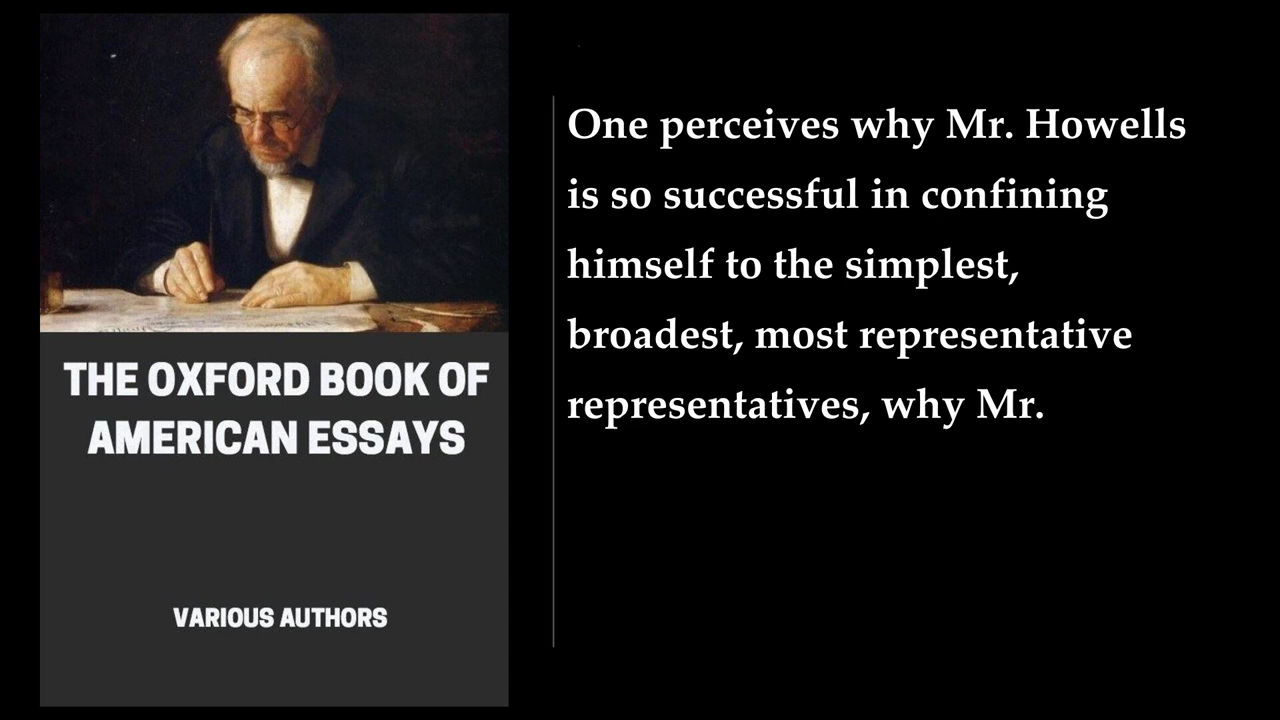 THE OXFORD BOOK OF
AMERICAN ESSAYS
VARIOUS AUTHORS
One perceives why Mr. Howells
is so successful in confining
himself to the simplest,
broadest, most representative
representatives, why Mr.